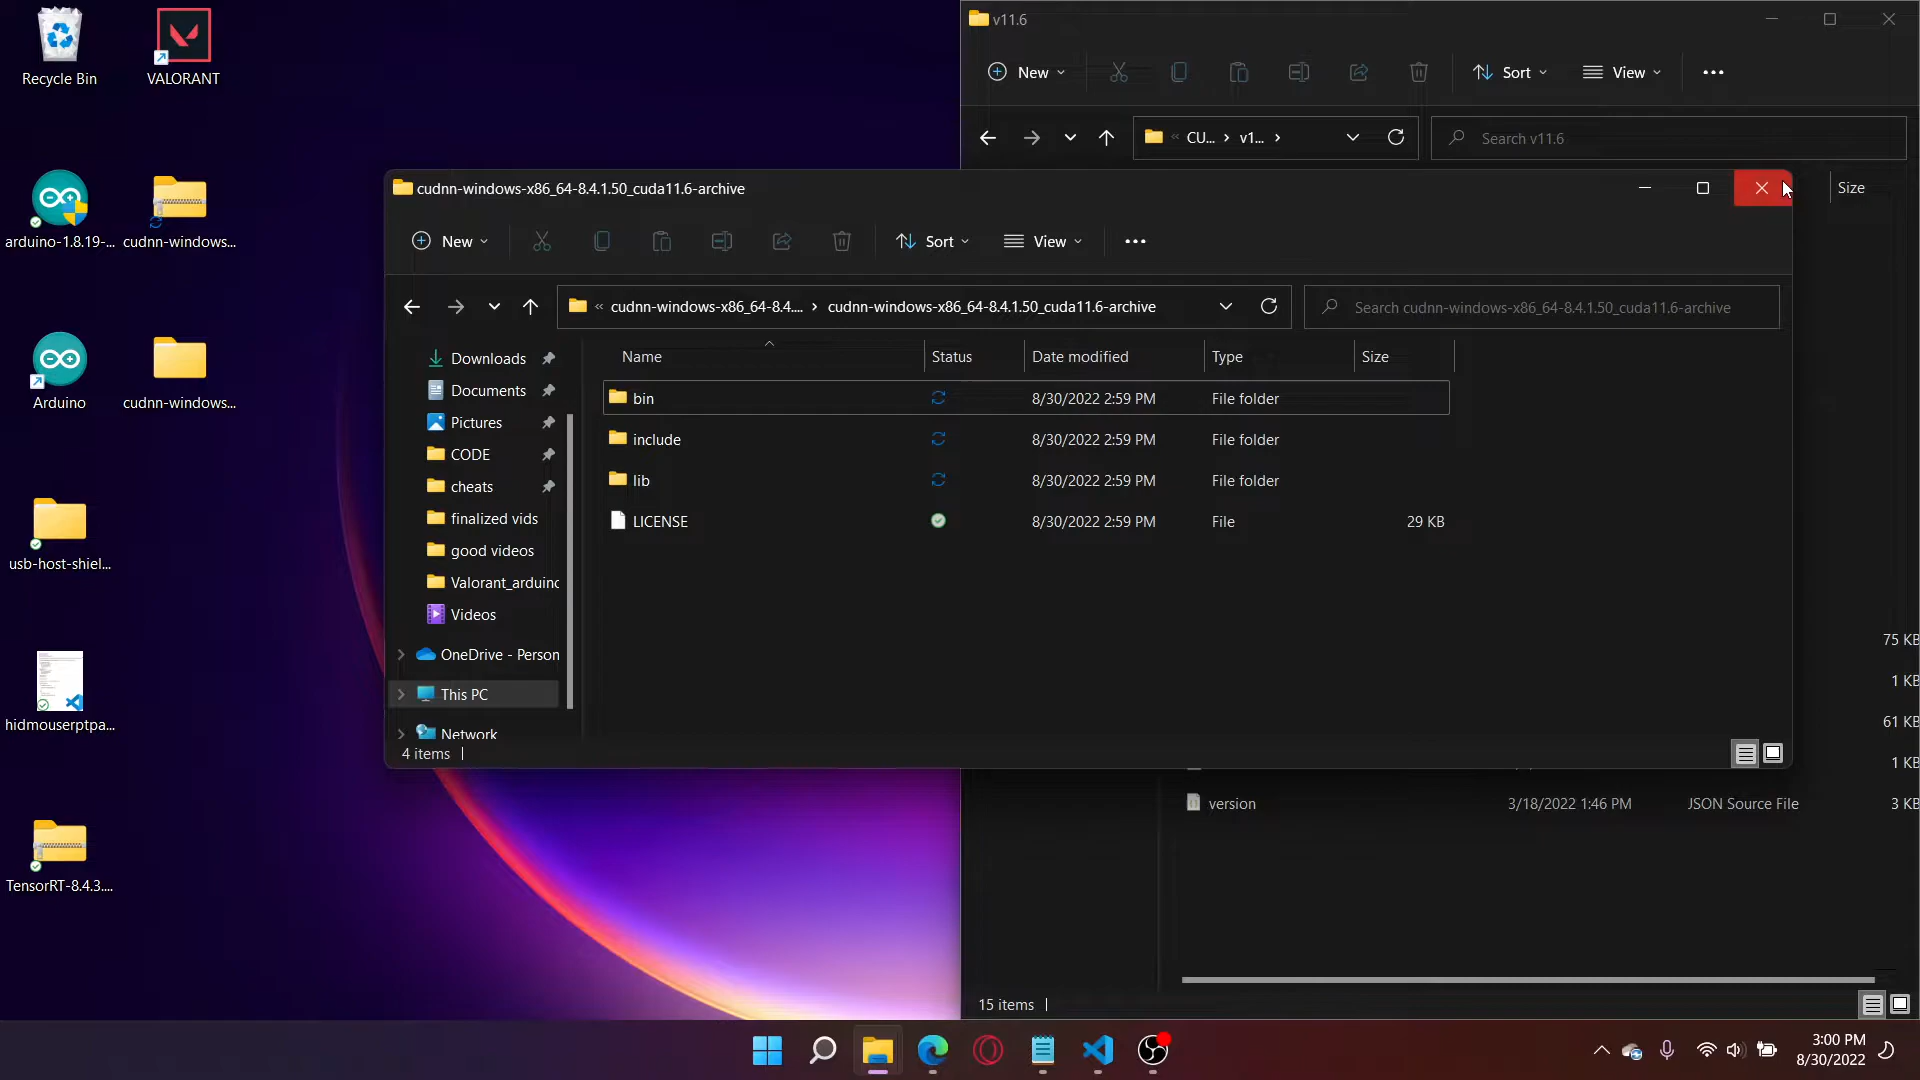 Recycle Bin
VALORANT
arduino-1.8.19-...
cudnn-windows...
Arduino
cudnn-windows...
usb-host-shiel...
hidmouserptpa...
TensorRT-8.4.3....
v11.6
New
Sort
View
CU... › v1... ›
Search v11.6
Size
75 KB
1 KB
61 KB
1 KB
version 3/18/2022 1:46 PM JSON Source File 3 KB
15 items
cudnn-windows-x86_64-8.4.1.50_cuda11.6-archive
New
Sort
View
« cudnn-windows-x86_64-8.4.... › cudnn-windows-x86_64-8.4.1.50_cuda11.6-archive
Search cudnn-windows-x86_64-8.4.1.50_cuda11.6-archive
Downloads
Documents
Pictures
CODE
cheats
finalized vids
good videos
Valorant_arduino
Videos
OneDrive - Person
This PC
Network
Name Status Date modified Type Size
bin 8/30/2022 2:59 PM File folder
include 8/30/2022 2:59 PM File folder
lib 8/30/2022 2:59 PM File folder
LICENSE 8/30/2022 2:59 PM File 29 KB
4 items
3:00 PM
8/30/2022